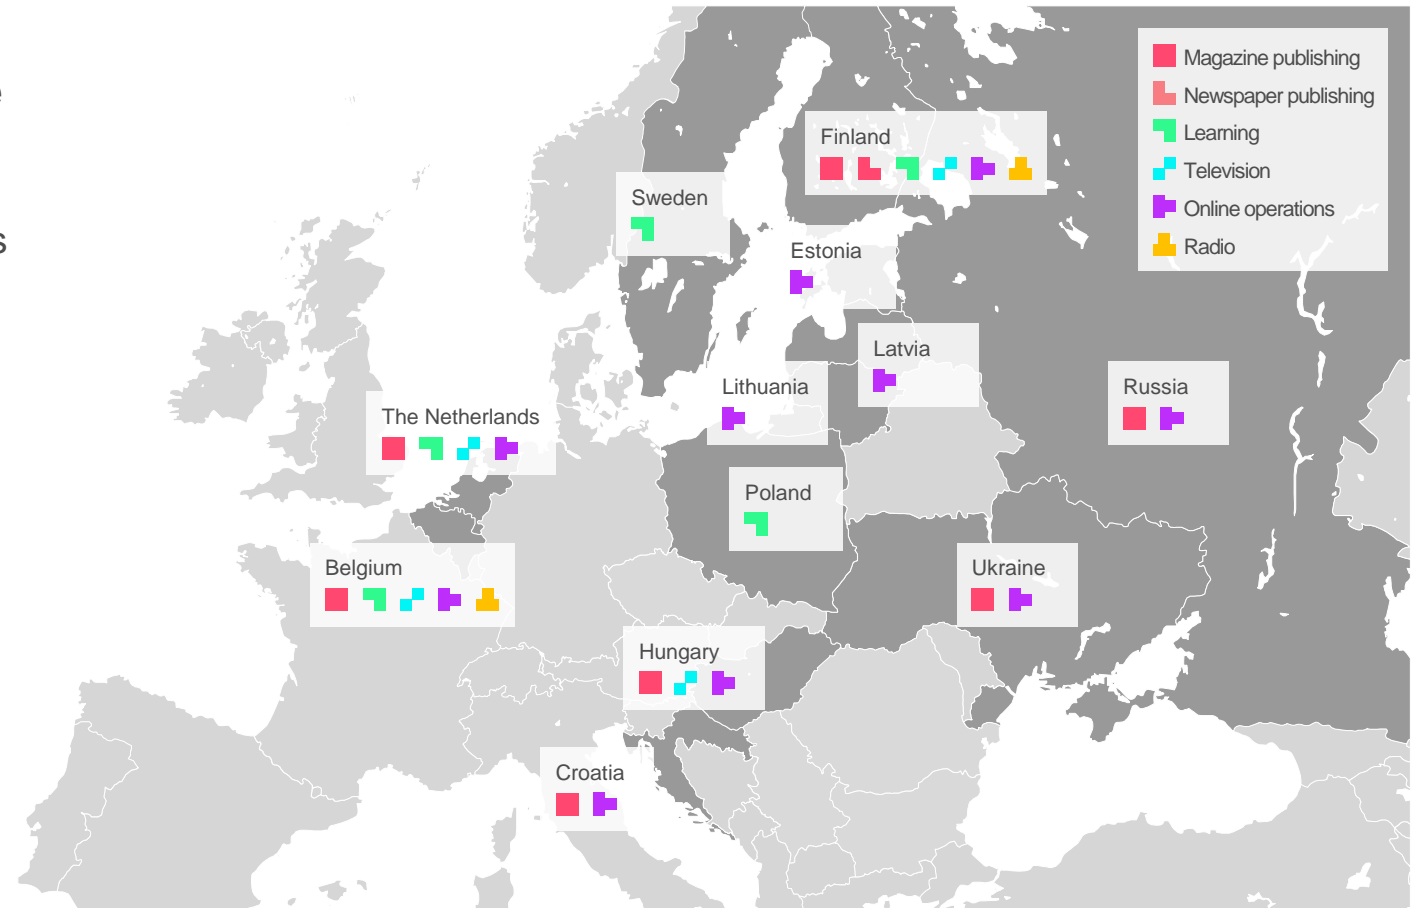 e
s
Magazine publishing
Newspaper publishing
Learning
Television
Online operations
Radio
Finland
Sweden
Estonia
Latvia
Lithuania
Russia
The Netherlands
Poland
Belgium
Ukraine
Hungary
Croatia